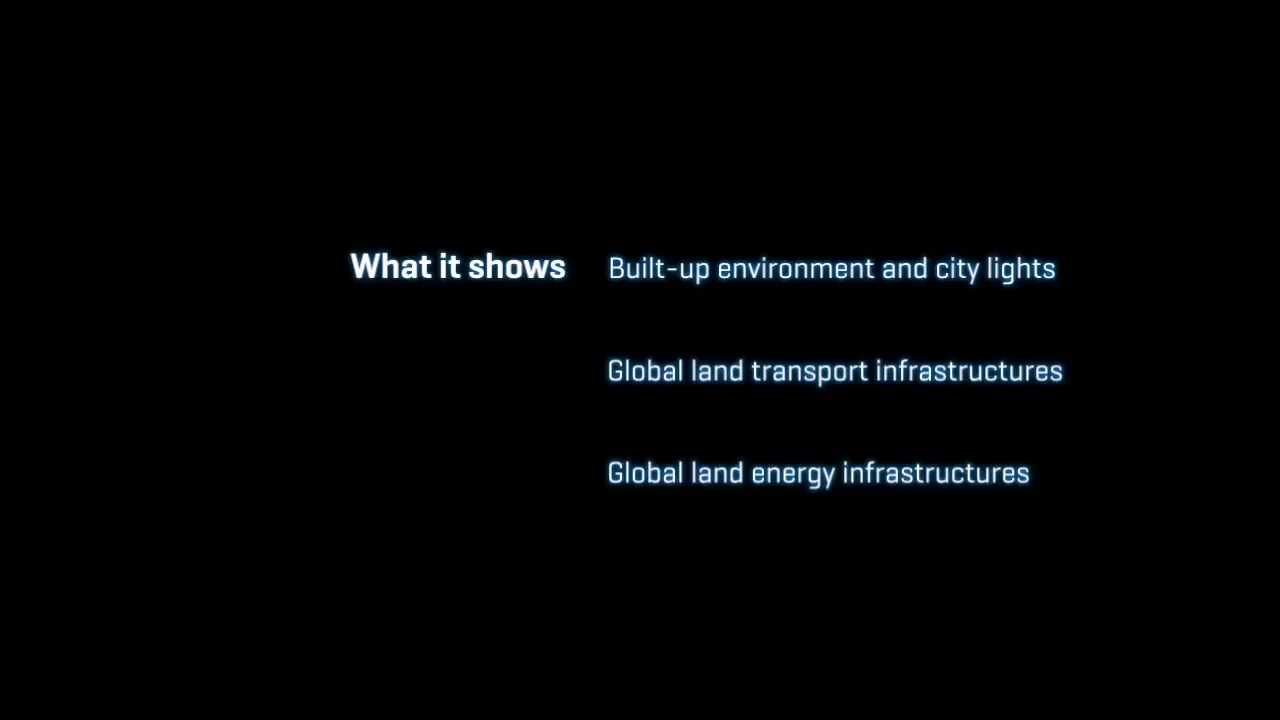 What it shows Built-up environment and city lights
Global land transport infrastructures
Global land energy infrastructures